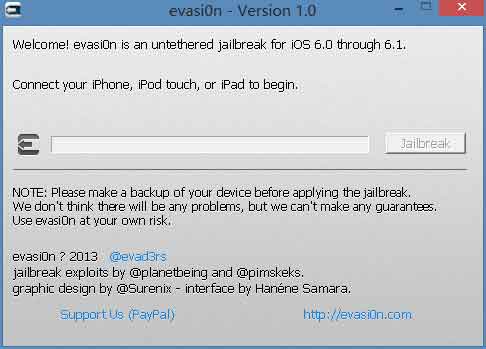 evasi0n - Version 1.0
Welcome! evasi0n is an untethered jailbreak for iOS 6.0 through 6.1.
Connect your iPhone, iPod touch, or iPad to begin.
Jailbreak
NOTE: Please make a backup of your device before applying the jailbreak.
We don't think there will be any problems, but we can't make any guarantees.
Use evasi0n at your own risk.
evasi0n ? 2013 @evad3rs
jailbreak exploits by @planetbeing and @pimskeks.
graphic design by @Surenix - interface by Hanéne Samara.
Support Us (PayPal) http://evasi0n.com